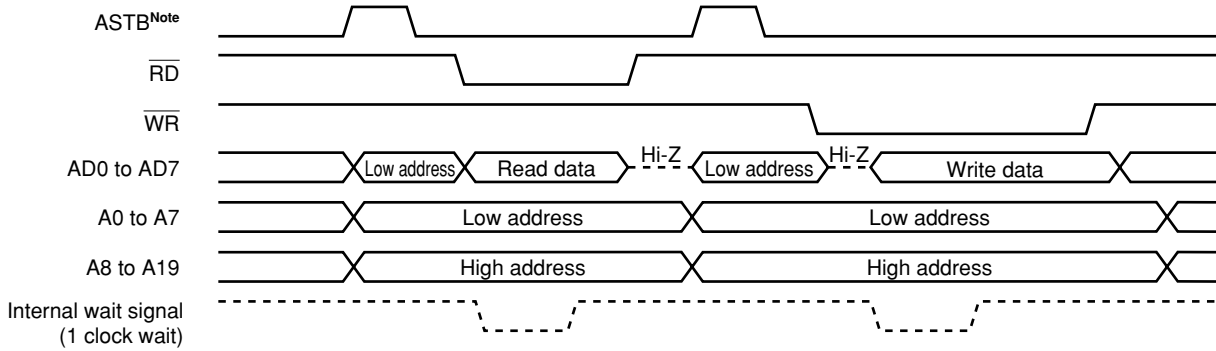 ASTBNote
RD
WR
AD0 to AD7 Low address Read data Hi-Z Low address Hi-Z Write data
A0 to A7 Low address Low address
A8 to A19 High address High address
Internal wait signal
(1 clock wait)